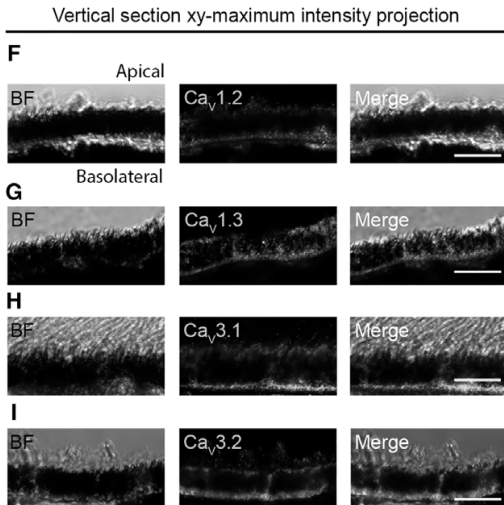 Vertical section xy-maximum intensity projection
F
Apical
BF
Caᵥ1.2
Merge
Basolateral
G
BF
Caᵥ1.3
Merge
H
BF
Caᵥ3.1
Merge
I
BF
Caᵥ3.2
Merge